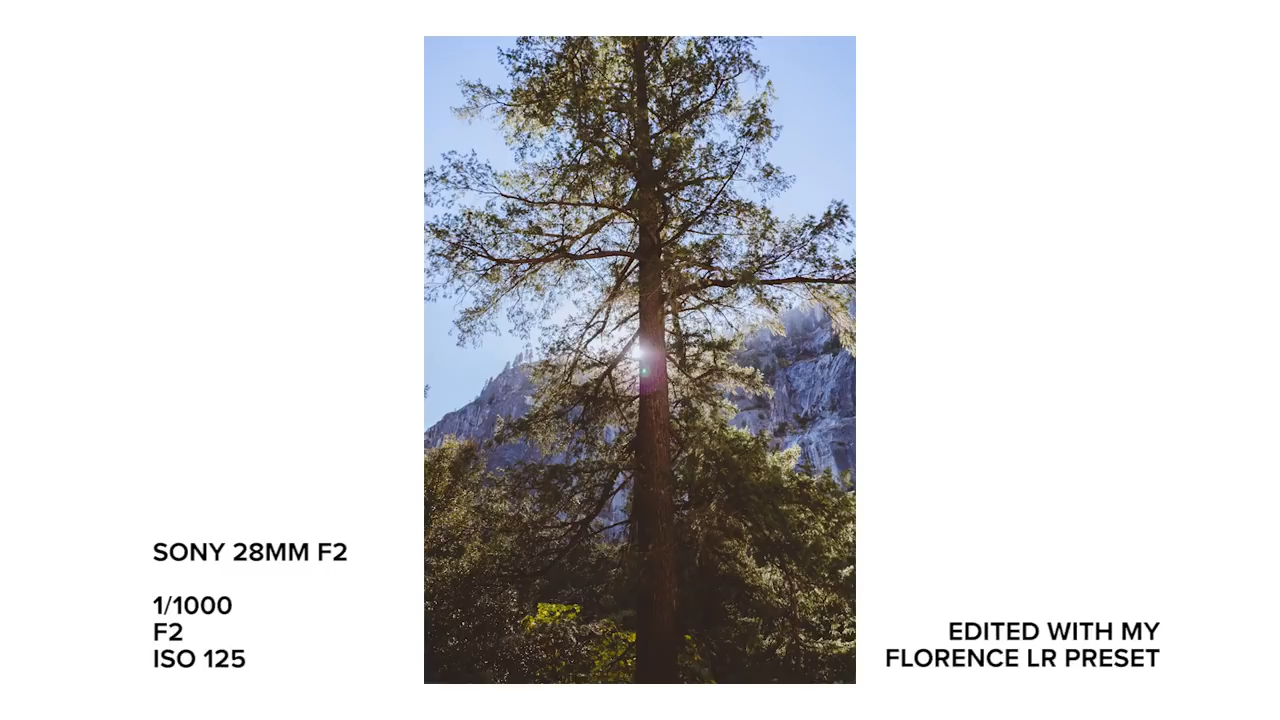 SONY 28MM F2
1/1000
F2
ISO 125
EDITED WITH MY
FLORENCE LR PRESET